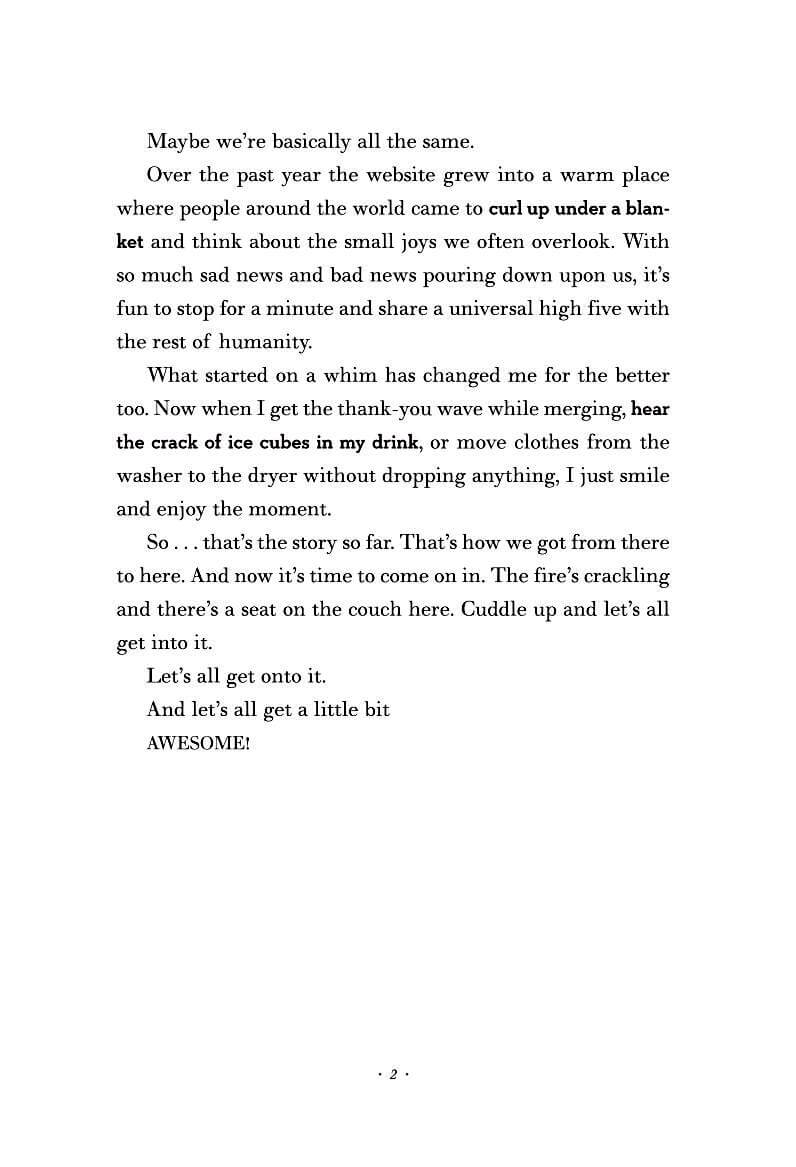 Maybe we’re basically all the same.
Over the past year the website grew into a warm place
where people around the world came to curl up under a blan-
ket and think about the small joys we often overlook. With
so much sad news and bad news pouring down upon us, it’s
fun to stop for a minute and share a universal high five with
the rest of humanity.
What started on a whim has changed me for the better
too. Now when I get the thank-you wave while merging, hear
the crack of ice cubes in my drink, or move clothes from the
washer to the dryer without dropping anything, I just smile
and enjoy the moment.
So . . . that’s the story so far. That’s how we got from there
to here. And now it’s time to come on in. The fire’s crackling
and there’s a seat on the couch here. Cuddle up and let’s all
get into it.
Let’s all get onto it.
And let’s all get a little bit
AWESOME!
· 2 ·